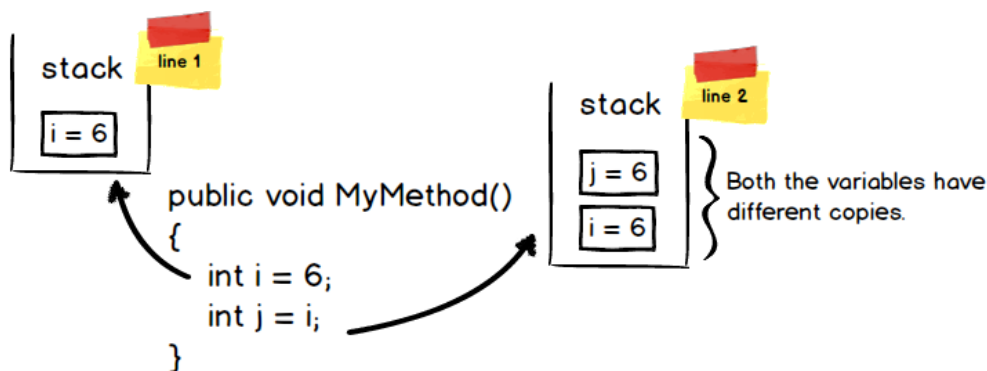 stack
line 1
i = 6
public void MyMethod()
{
int i = 6;
int j = i;
}
stack
line 2
j = 6
i = 6
Both the variables have
different copies.